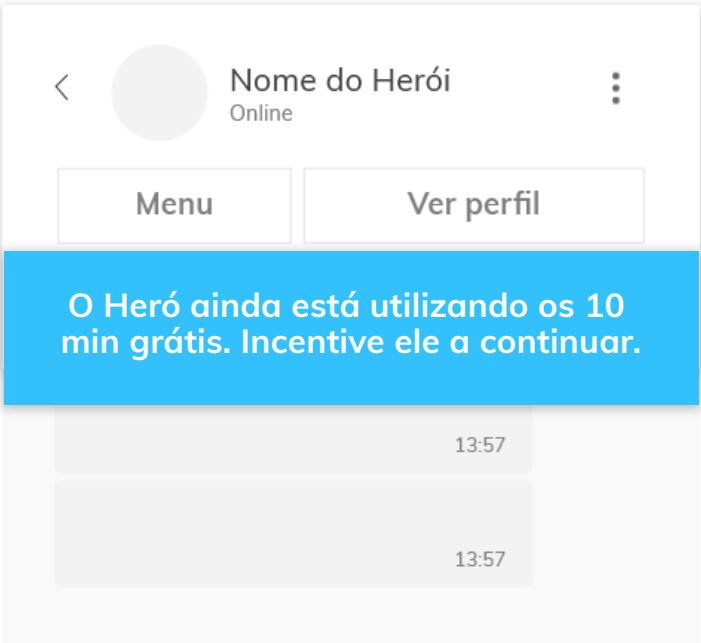 Nome do Herói
Online
Menu
Ver perfil
O Heró ainda está utilizando os 10
min grátis. Incentive ele a continuar.
13:57
13:57